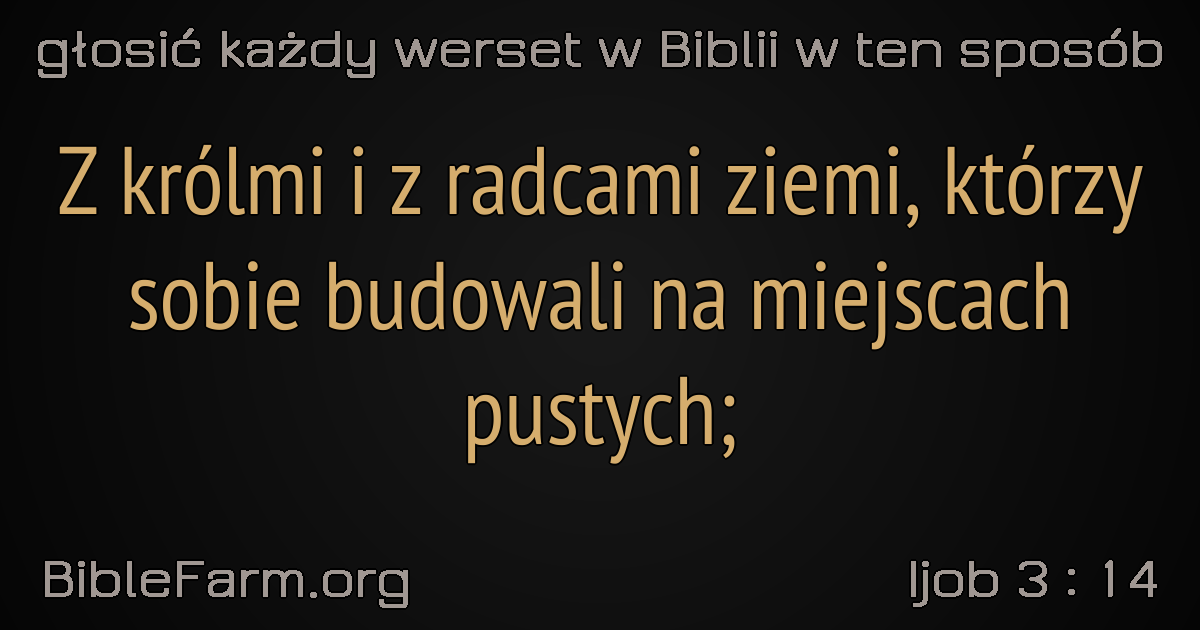 głosić każdy werset w Biblii w ten sposób
Z królmi i z radcami ziemi, którzy
sobie budowali na miejscach
pustych;
BibleFarm.org
Ijob 3 : 14